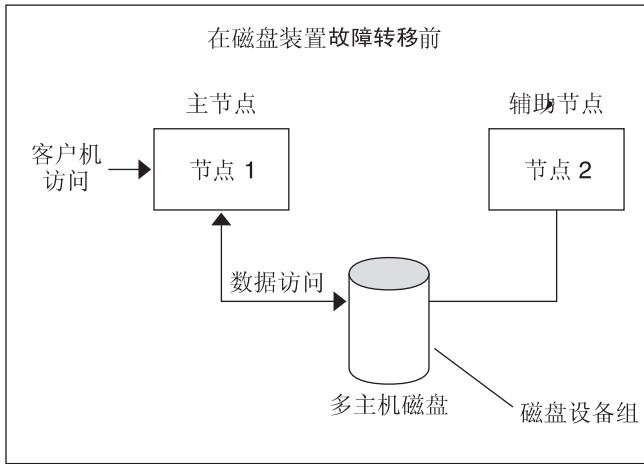 在磁盘装置故障转移前
主节点
辅助节点
客户机
访问
节点 1
节点 2
数据访问
多主机磁盘
磁盘设备组